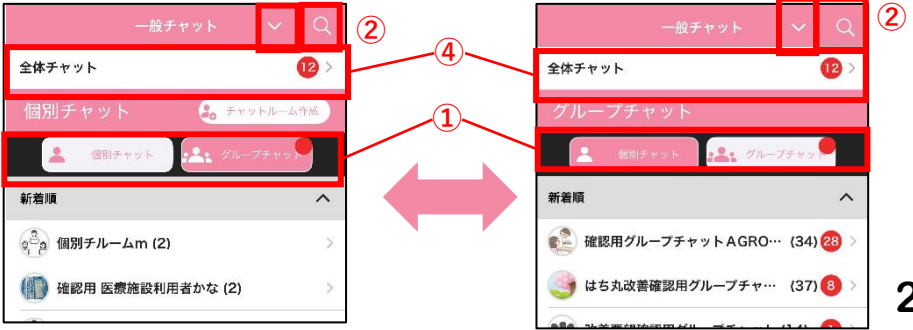 一般チャット
②
全体チャット 12
個別チャット チャットルーム作成
個別チャット グループチャット
新着順
個別チルームm (2)
確認用 医療施設利用者かな (2)
④
①
一般チャット
②
全体チャット 12
グループチャット
個別チャット グループチャット
新着順
確認用グループチャットAGRO… (34) 28
はち丸改善確認用グループチャ… (37) 8
2